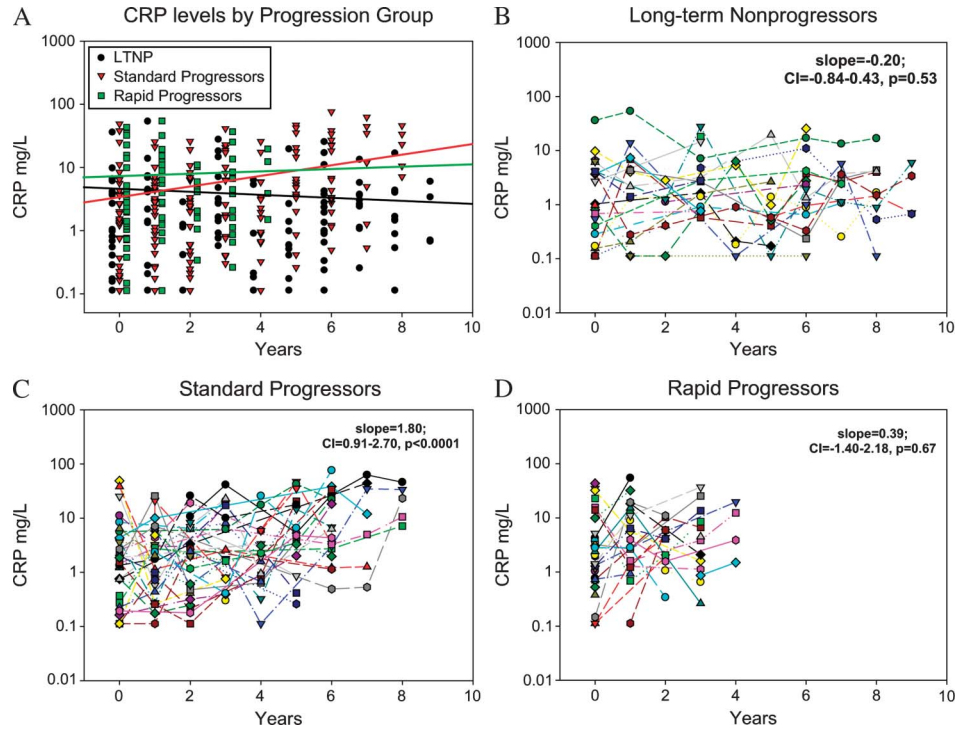 A
CRP levels by Progression Group
1000
100
10
1
0.1
CRP mg/L
LTNP
Standard Progressors
Rapid Progressors
0 2 4 6 8 10
Years
B
Long-term Nonprogressors
slope=-0.20;
CI=-0.84-0.43, p=0.53
1000
100
10
1
0.1
0.01
CRP mg/L
0 2 4 6 8 10
Years
C
Standard Progressors
slope=1.80;
CI=0.91-2.70, p<0.0001
1000
100
10
1
0.1
0.01
CRP mg/L
0 2 4 6 8 10
Years
D
Rapid Progressors
slope=0.39;
CI=-1.40-2.18, p=0.67
1000
100
10
1
0.1
0.01
CRP mg/L
0 2 4 6 8 10
Years